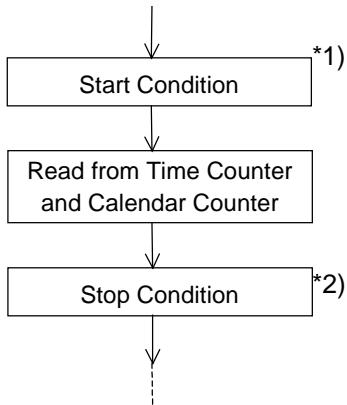 *1)
Start Condition
Read from Time Counter
and Calendar Counter
*2)
Stop Condition